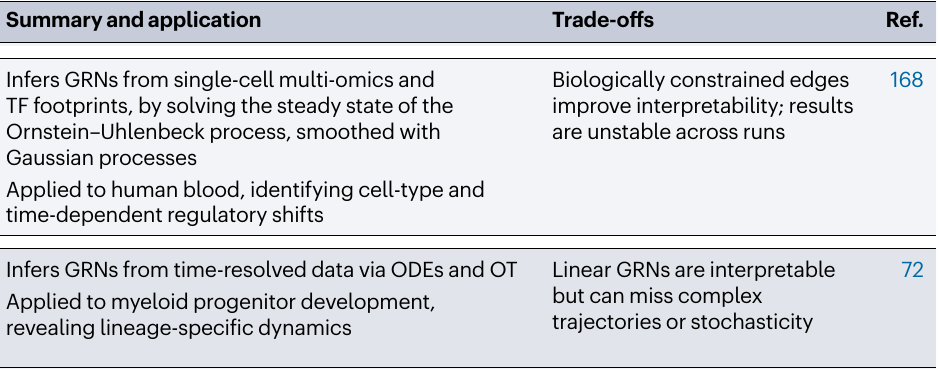 Summary and application
Trade-offs
Ref.
Infers GRNs from single-cell multi-omics and
TF footprints, by solving the steady state of the
Ornstein–Uhlenbeck process, smoothed with
Gaussian processes
Applied to human blood, identifying cell-type and
time-dependent regulatory shifts
Biologically constrained edges
improve interpretability; results
are unstable across runs
168
Infers GRNs from time-resolved data via ODEs and OT
Applied to myeloid progenitor development,
revealing lineage-specific dynamics
Linear GRNs are interpretable
but can miss complex
trajectories or stochasticity
72